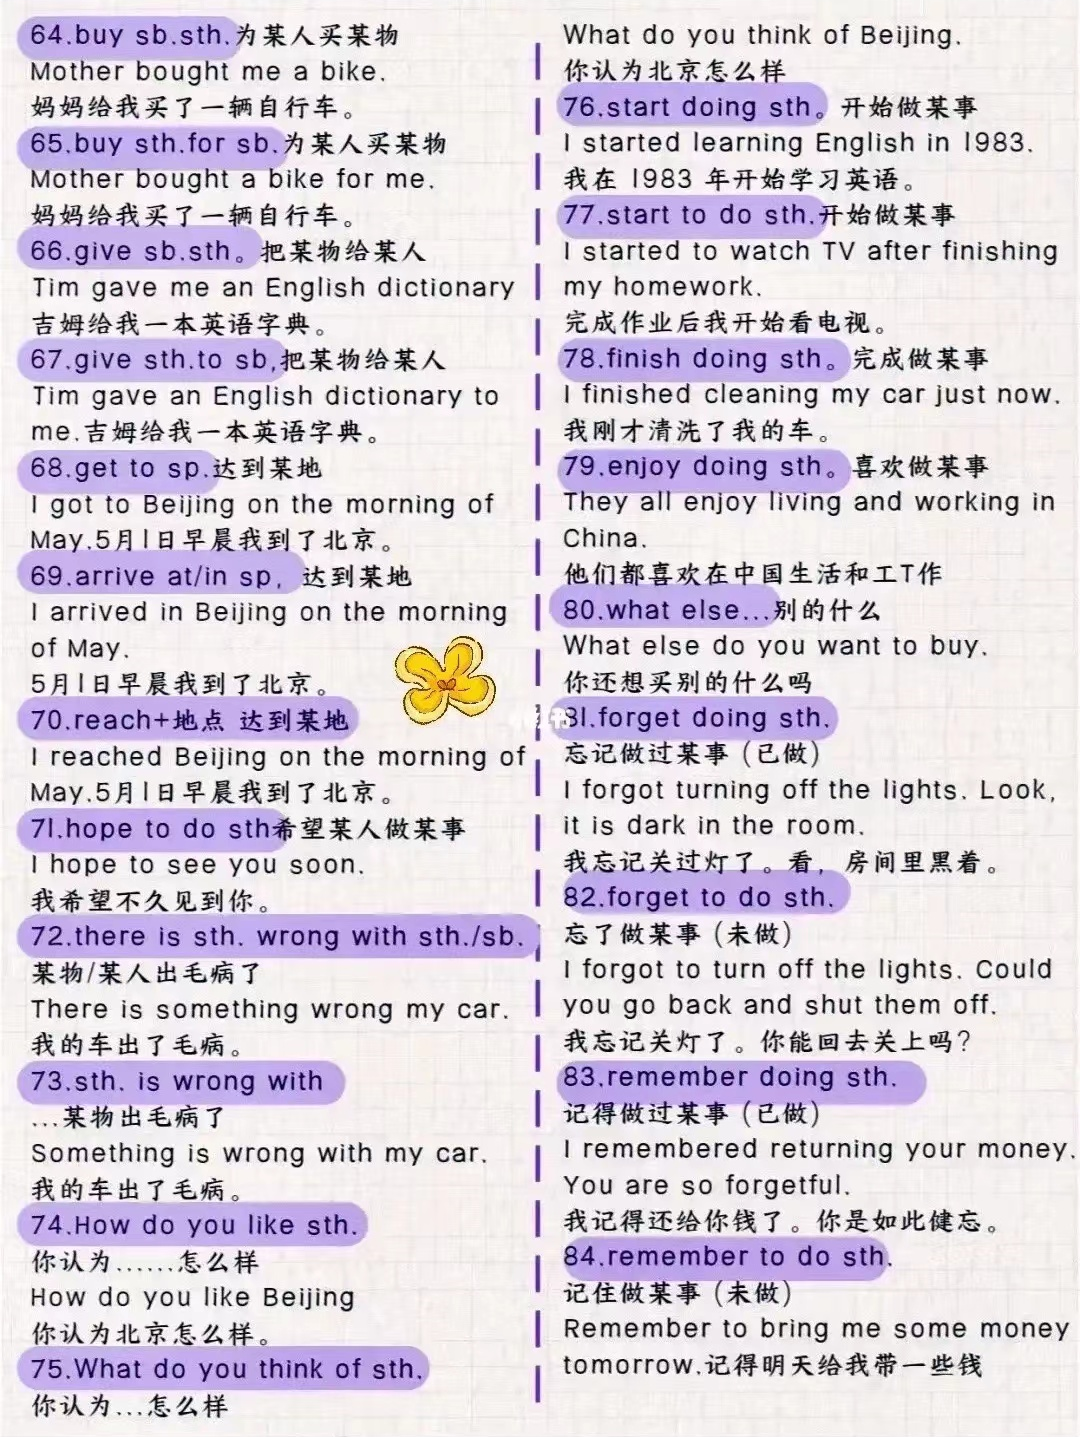 64.buy sb.sth.为某人买某物
Mother bought me a bike.
妈妈给我买了一辆自行车。
65.buy sth.for sb.为某人买某物
Mother bought a bike for me.
妈妈给我买了一辆自行车。
66.give sb.sth。把某物给某人
Tim gave me an English dictionary
吉姆给我一本英语字典。
67.give sth.to sb,把某物给某人
Tim gave an English dictionary to
me.吉姆给我一本英语字典。
68.get to sp.达到某地
I got to Beijing on the morning of
May.5月1日早晨我到了北京。
69.arrive at/in sp，达到某地
I arrived in Beijing on the morning
of May.
5月1日早晨我到了北京。
70.reach+地点 达到某地
I reached Beijing on the morning of
May.5月1日早晨我到了北京。
71.hope to do sth希望某人做某事
I hope to see you soon.
我希望不久见到你。
72.there is sth. wrong with sth./sb.
某物/某人出毛病了
There is something wrong my car.
我的车出了毛病。
73.sth. is wrong with
...某物出毛病了
Something is wrong with my car.
我的车出了毛病。
74.How do you like sth.
你认为......怎么样
How do you like Beijing
你认为北京怎么样。
75.What do you think of sth.
你认为...怎么样
What do you think of Beijing.
你认为北京怎么样
76.start doing sth。开始做某事
I started learning English in 1983.
我在 1983 年开始学习英语。
77.start to do sth.开始做某事
I started to watch TV after finishing
my homework.
完成作业后我开始看电视。
78.finish doing sth。完成做某事
I finished cleaning my car just now.
我刚才清洗了我的车。
79.enjoy doing sth。喜欢做某事
They all enjoy living and working in
China.
他们都喜欢在中国生活和工T作
80.what else...别的什么
What else do you want to buy.
你还想买别的什么吗
81.forget doing sth.
忘记做过某事（已做）
I forgot turning off the lights. Look,
it is dark in the room.
我忘记关过灯了。看，房间里黑着。
82.forget to do sth.
忘了做某事（未做）
I forgot to turn off the lights. Could
you go back and shut them off.
我忘记关灯了。你能回去关上吗？
83.remember doing sth.
记得做过某事（已做）
I remembered returning your money.
You are so forgetful.
我记得还给你钱了。你是如此健忘。
84.remember to do sth.
记住做某事（未做）
Remember to bring me some money
tomorrow.记得明天给我带一些钱